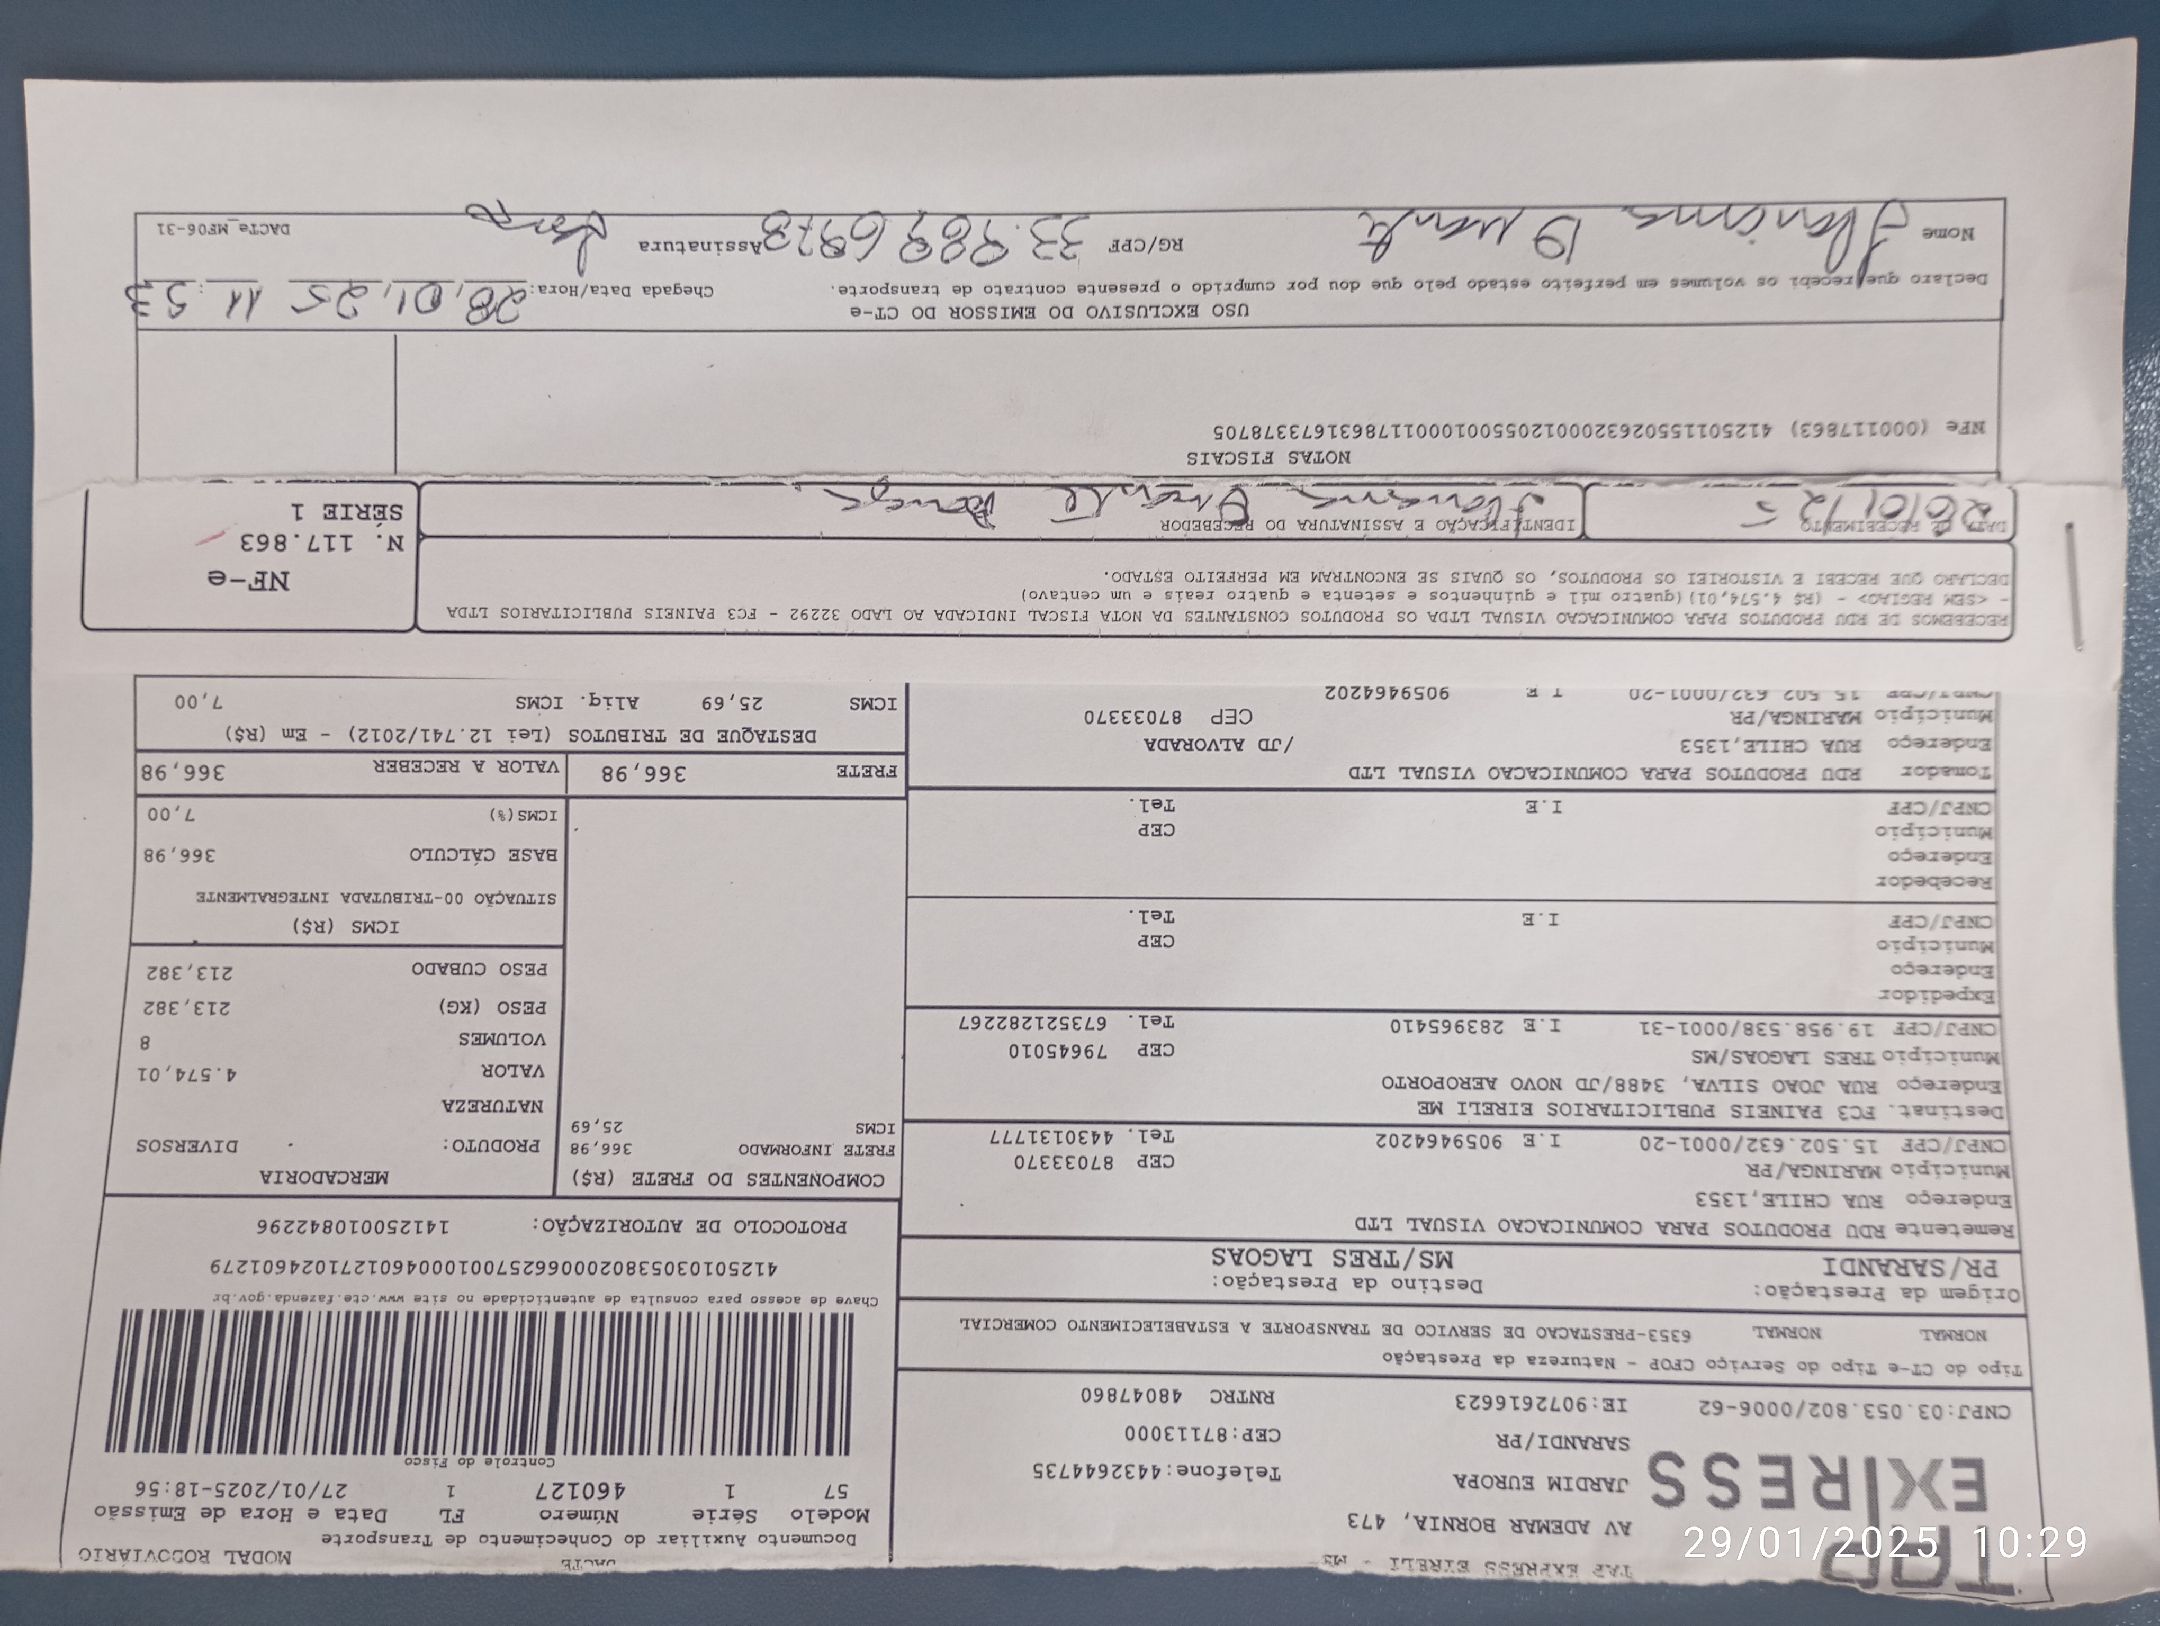 TAP EXPRESS EIRELI - MS
TAP
EXPRESS
AV ADEMAR BORNIA, 473
JARDIM EUROPA
Telefone:4432644735
SARANDI/PR
CEP:87113000
CNPJ:03.053.802/0006-62 IE:9072616623 RNTRC 48047860
DACTE
MODAL RODOVIÁRIO
Documento Auxiliar do Conhecimento de Transporte
Modelo Série Número FL Data e Hora de Emissão
57 1 460127 1 27/01/2025-18:56
Controle do Fisco
Chave de acesso para consulta de autenticidade no site www.cte.fazenda.gov.br
41250103053802000662570010004601271024601279
PROTOCOLO DE AUTORIZAÇÃO: 141250010842296
Tipo do CT-e Tipo do Serviço CFOP - Natureza da Prestação
NORMAL NORMAL 6353-PRESTACAO DE SERVICO DE TRANSPORTE A ESTABELECIMENTO COMERCIAL
Origem da Prestação: Destino da Prestação:
PR/SARANDI MS/TRES LAGOAS
Remetente RDU PRODUTOS PARA COMUNICACAO VISUAL LTD
Endereço RUA CHILE,1353
Município MARINGA/PR CEP 87033370
CNPJ/CPF 15.502.632/0001-20 I.E 9059464202 Tel. 4430131777
Destinat. FC3 PAINEIS PUBLICITARIOS EIRELI ME
Endereço RUA JOAO SILVA, 3488/JD NOVO AEROPORTO
Município TRES LAGOAS/MS CEP 79645010
CNPJ/CPF 19.958.538/0001-31 I.E 283965410 Tel. 673521282267
Expedidor
Endereço
Município CEP
CNPJ/CPF I.E Tel.
Recebedor
Endereço
Município CEP
CNPJ/CPF I.E Tel.
Tomador RDU PRODUTOS PARA COMUNICACAO VISUAL LTD
Endereço RUA CHILE,1353 /JD ALVORADA
Município MARINGA/PR CEP 87033370
CNPJ/CPF 15.502.632/0001-20 I.E 9059464202
COMPONENTES DO FRETE (R$)
FRETE INFORMADO 366,98
ICMS 25,69
MERCADORIA
PRODUTO: DIVERSOS
NATUREZA
VALOR 4.574,01
VOLUMES 8
PESO (KG) 213,382
PESO CUBADO 213,382
ICMS (R$)
SITUAÇÃO 00-TRIBUTADA INTEGRALMENTE
BASE CÁLCULO 366,98
ICMS(%) 7,00
FRETE 366,98 VALOR A RECEBER 366,98
DESTAQUE DE TRIBUTOS (Lei 12.741/2012) - Em (R$)
ICMS 25,69 Aliq. ICMS 7,00
RECEBEMOS DE RDU PRODUTOS PARA COMUNICACAO VISUAL LTDA OS PRODUTOS CONSTANTES DA NOTA FISCAL INDICADA AO LADO 32292 - FC3 PAINEIS PUBLICITARIOS LTDA
- <SEM REGIAO> - (R$ 4.574,01)(quatro mil e quinhentos e setenta e quatro reais e um centavo)
DECLARO QUE RECEBI E VISTORIEI OS PRODUTOS, OS QUAIS SE ENCONTRAM EM PERFEITO ESTADO.
NF-e
N. 117.863
SÉRIE 1
DATA DE RECEBIMENTO IDENTIFICAÇÃO E ASSINATURA DO RECEBEDOR
28/01/25
NOTAS FISCAIS
NFe (000117863) 41250115502632000120550010001178631673378705
USO EXCLUSIVO DO EMISSOR DO CT-e
Declaro que recebi os volumes em perfeito estado pelo que dou por cumprido o presente contrato de transporte. Chegada Data/Hora: 28,01,25 11:53
Nome RG/CPF Assinatura
DACTe_MF06-31
29/01/2025 10:29